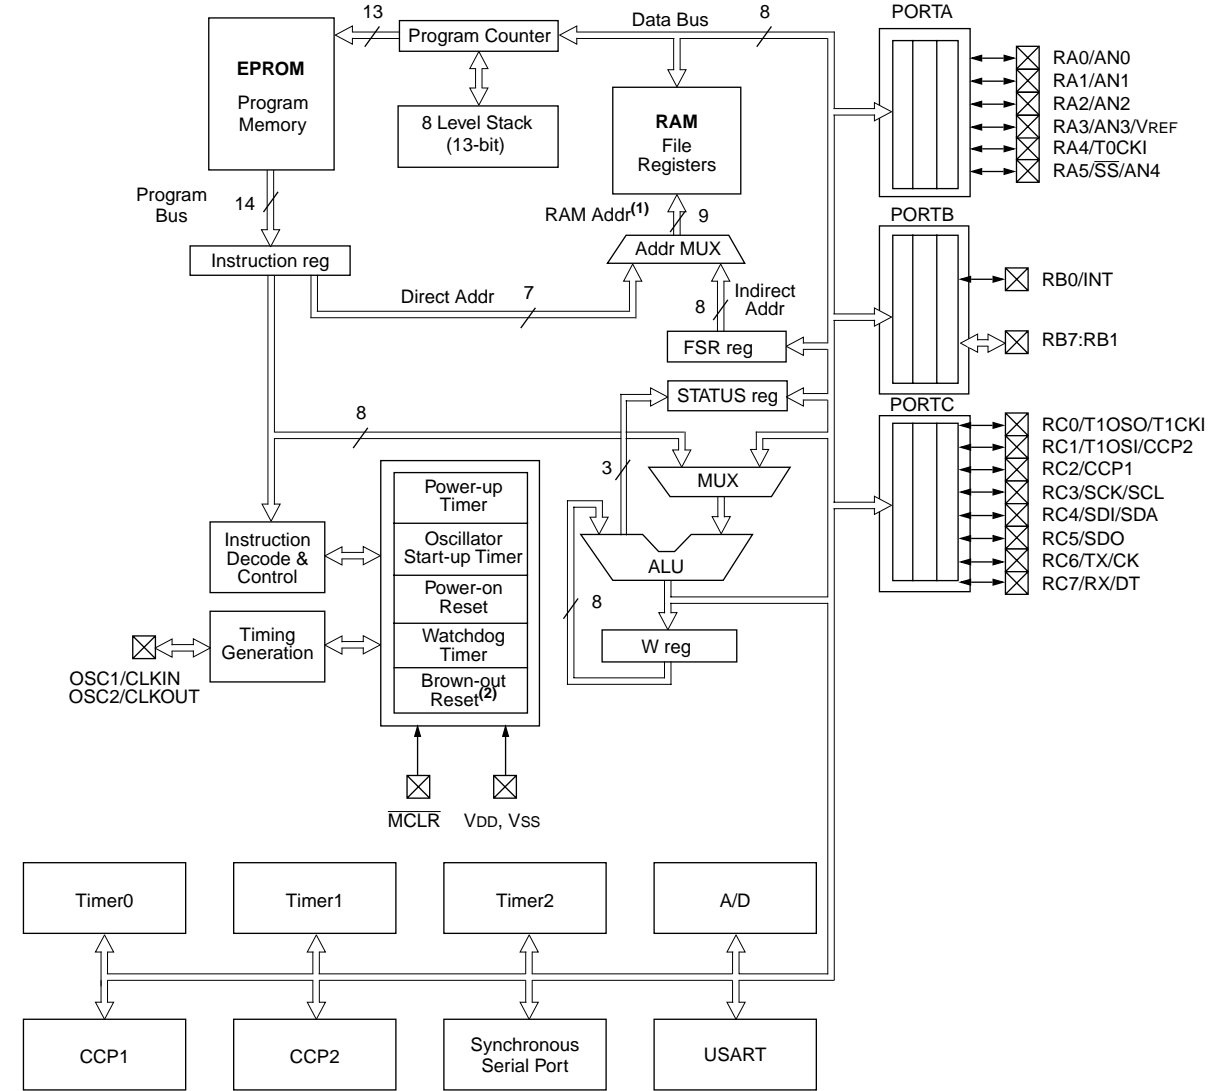 13
Data Bus
8
PORTA
EPROM
Program
Memory
Program Counter
8 Level Stack
(13-bit)
RAM
File
Registers
RA0/AN0
RA1/AN1
RA2/AN2
RA3/AN3/VREF
RA4/T0CKI
RA5/SS/AN4
Program
Bus
14
RAM Addr(1)
9
PORTB
Instruction reg
Addr MUX
Direct Addr
7
8
Indirect
Addr
RB0/INT
RB7:RB1
FSR reg
STATUS reg
PORTC
8
3
MUX
RC0/T1OSO/T1CKI
RC1/T1OSI/CCP2
RC2/CCP1
RC3/SCK/SCL
RC4/SDI/SDA
RC5/SDO
RC6/TX/CK
RC7/RX/DT
Power-up
Timer
Instruction
Decode &
Control
Oscillator
Start-up Timer
ALU
Power-on
Reset
8
Timing
Generation
Watchdog
Timer
W reg
OSC1/CLKIN
OSC2/CLKOUT
Brown-out
Reset(2)
MCLR
VDD, VSS
Timer0
Timer1
Timer2
A/D
CCP1
CCP2
Synchronous
Serial Port
USART